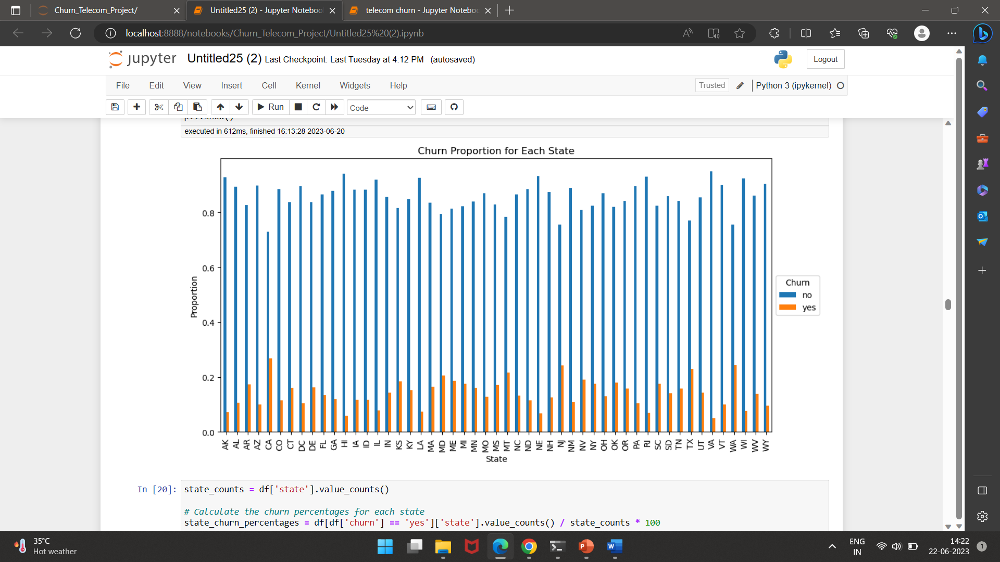 Churn_Telecom_Project/
Untitled25 (2) - Jupyter Noteboo
telecom churn - Jupyter Noteboo
localhost:8888/notebooks/Churn_Telecom_Project/Untitled25%20(2).ipynb
jupyter Untitled25 (2) Last Checkpoint: Last Tuesday at 4:12 PM (autosaved)
Logout
File Edit View Insert Cell Kernel Widgets Help
Trusted Python 3 (ipykernel)
Run Code
executed in 612ms, finished 16:13:28 2023-06-20
Churn Proportion for Each State
0.8
0.6
0.4
0.2
0.0
Proportion
Churn
no
yes
AK AL AR AZ CA CO CT DC DE FL GA HI IA ID IL IN KS KY LA MA MD ME MI MN MO MS MT NC ND NE NH NJ NM NV NY OH OK OR PA RI SC SD TN TX UT VA VT WA WI WV WY
State
In [20]: state_counts = df['state'].value_counts()
# Calculate the churn percentages for each state
state_churn_percentages = df[df['churn'] == 'yes']['state'].value_counts() / state_counts * 100
35°C
Hot weather
ENG
IN
14:22
22-06-2023
1